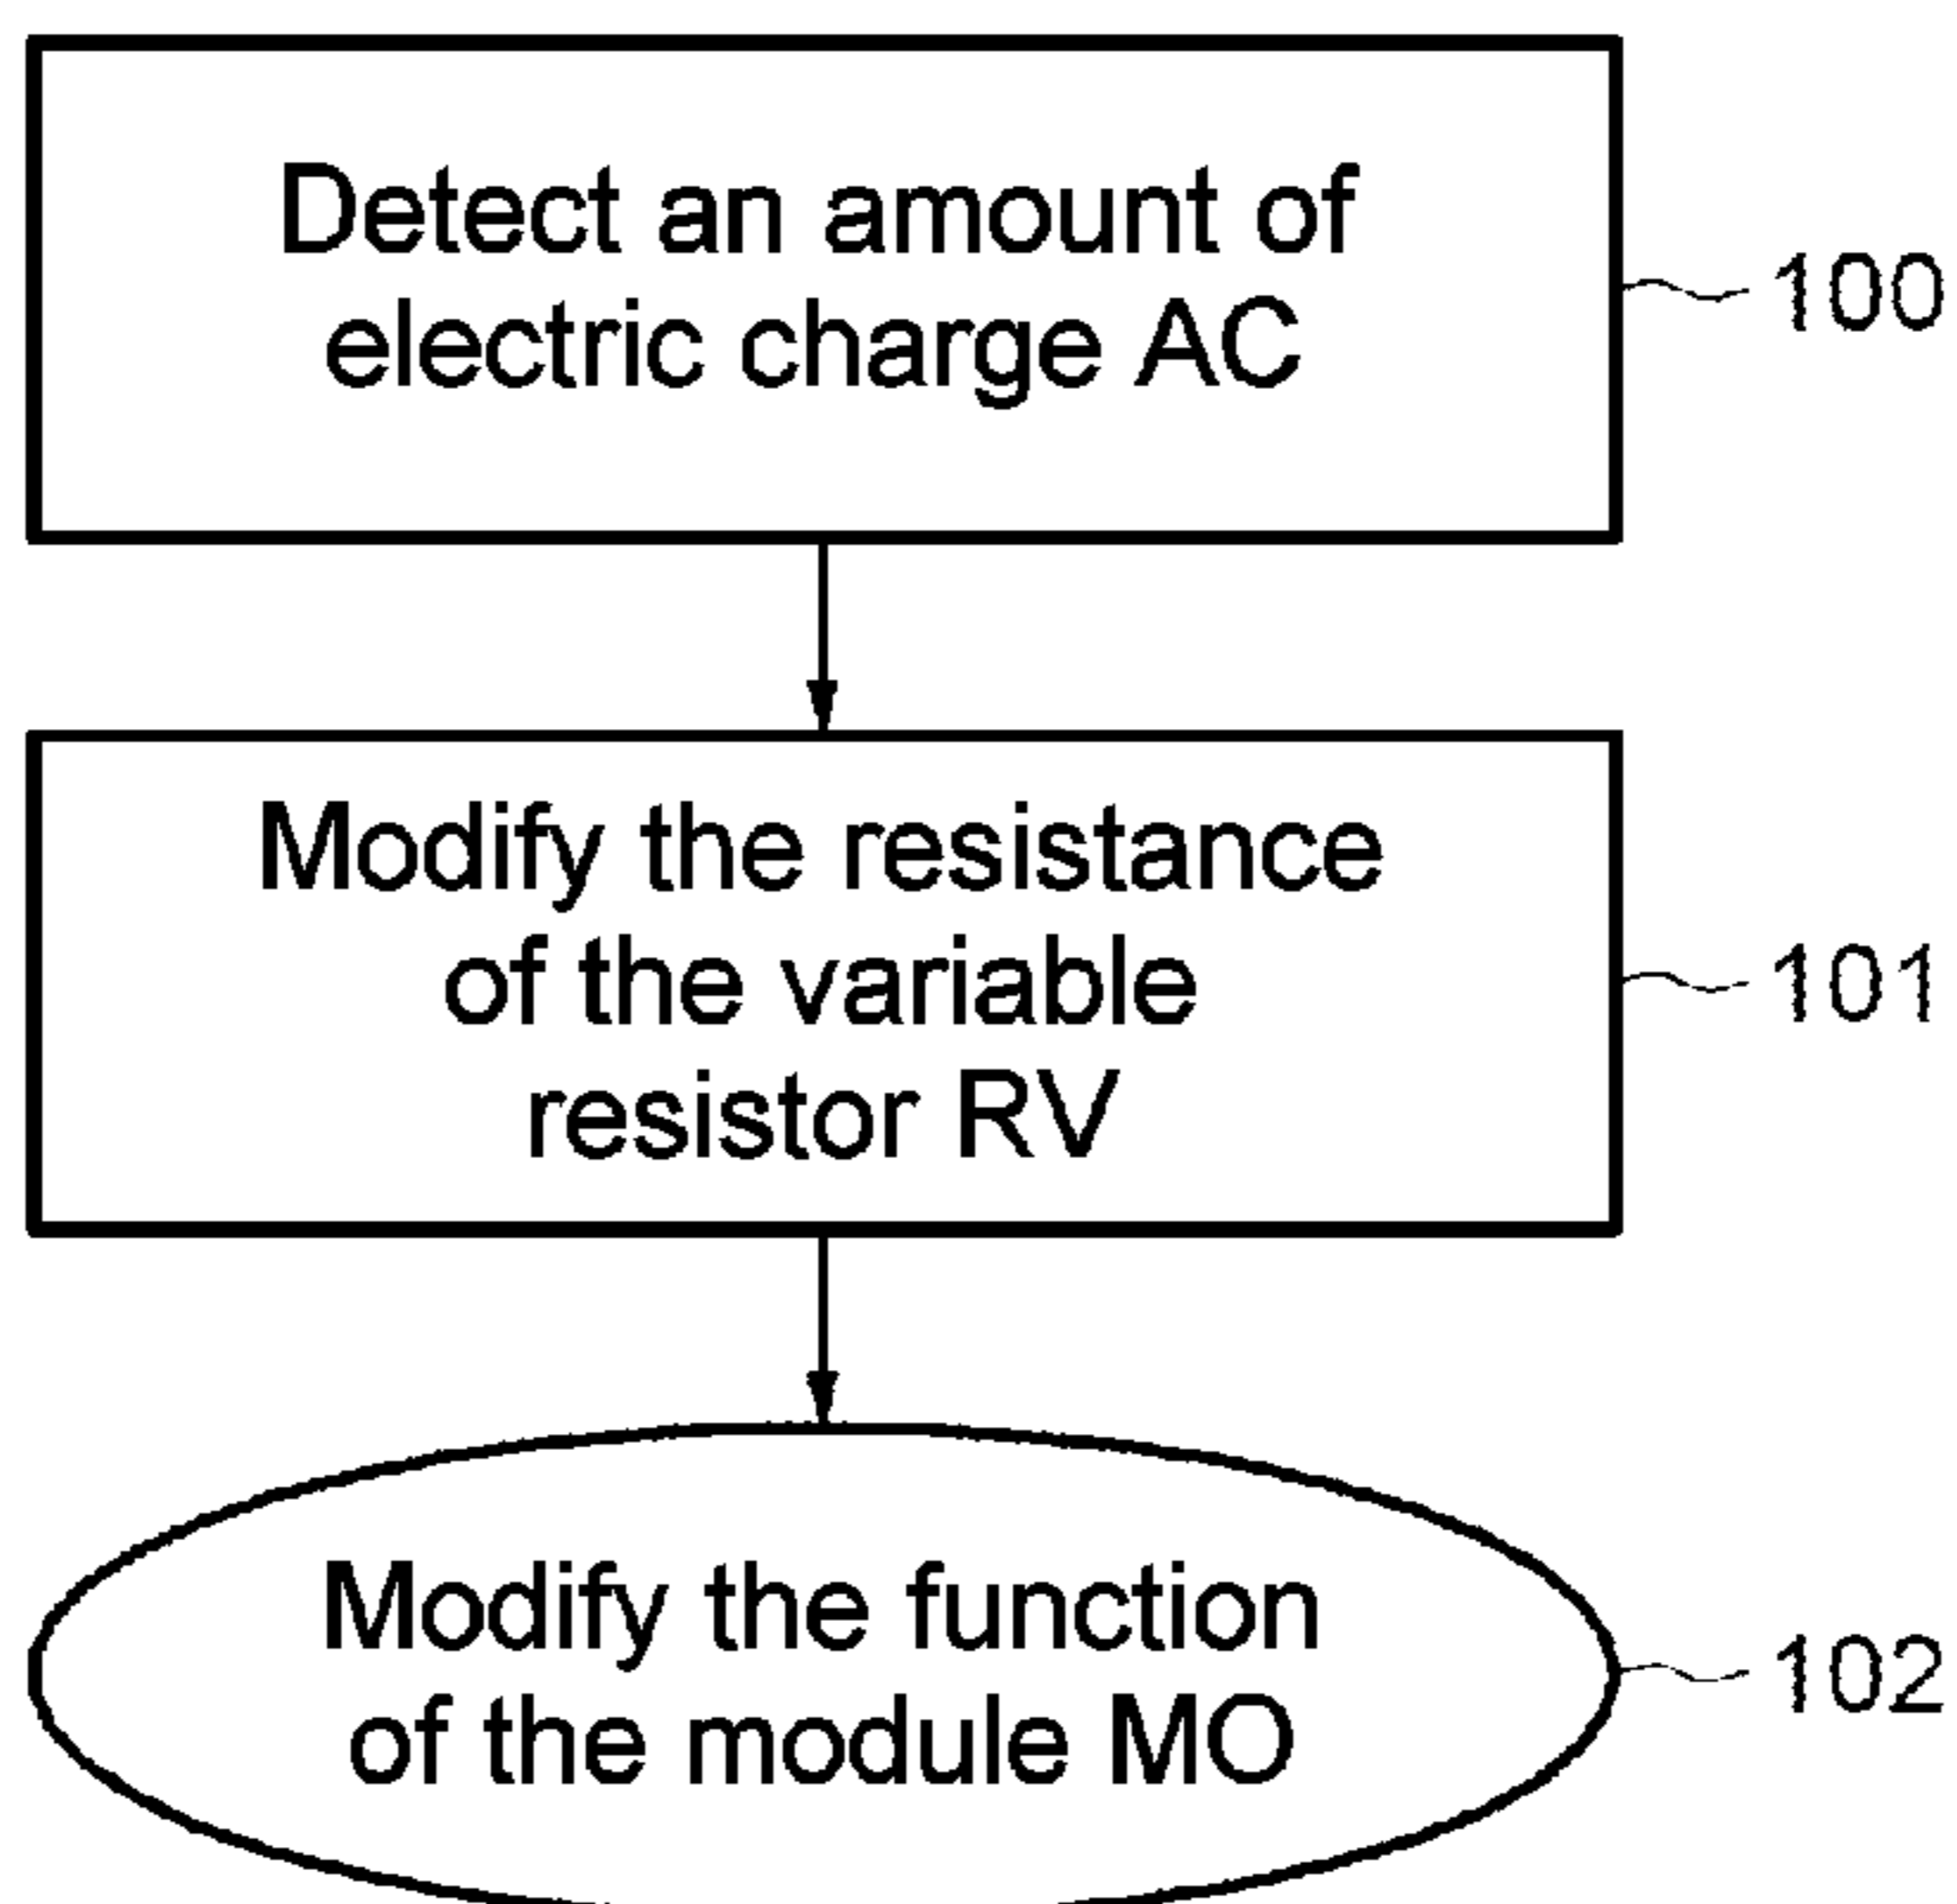 Detect an amount of
electric charge AC
100
Modify the resistance
of the variable
resistor RV
101
Modify the function
of the module MO
102